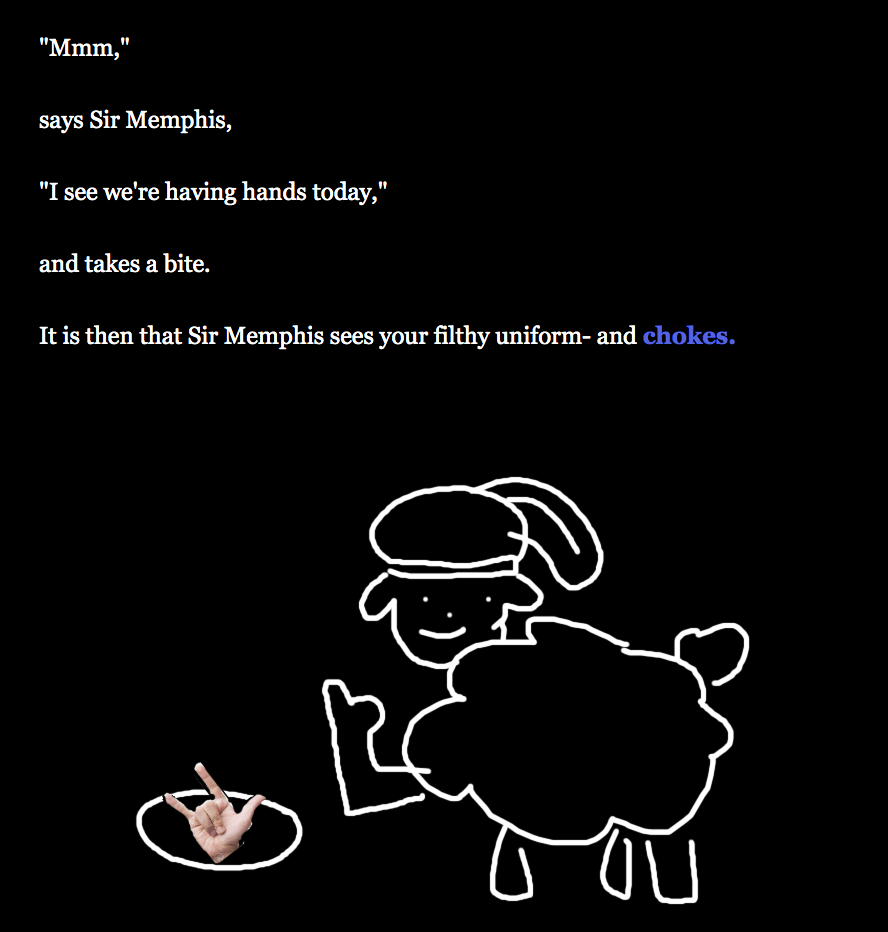 "Mmm,"
says Sir Memphis,
"I see we're having hands today,"
and takes a bite.
It is then that Sir Memphis sees your filthy uniform- and chokes.